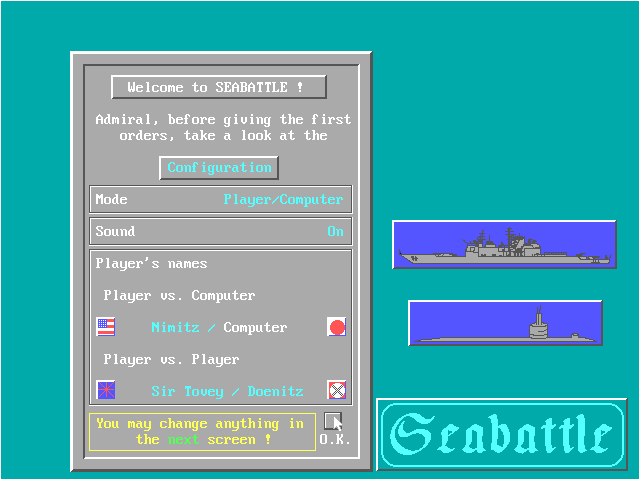 Welcome to SEABATTLE !
Admiral, before giving the first
orders, take a look at the
Configuration
Mode Player/Computer
Sound On
Player's names
Player vs. Computer
Nimitz / Computer
Player vs. Player
Sir Tovey / Doenitz
You may change anything in
the next screen !
O.K.
Seabattle